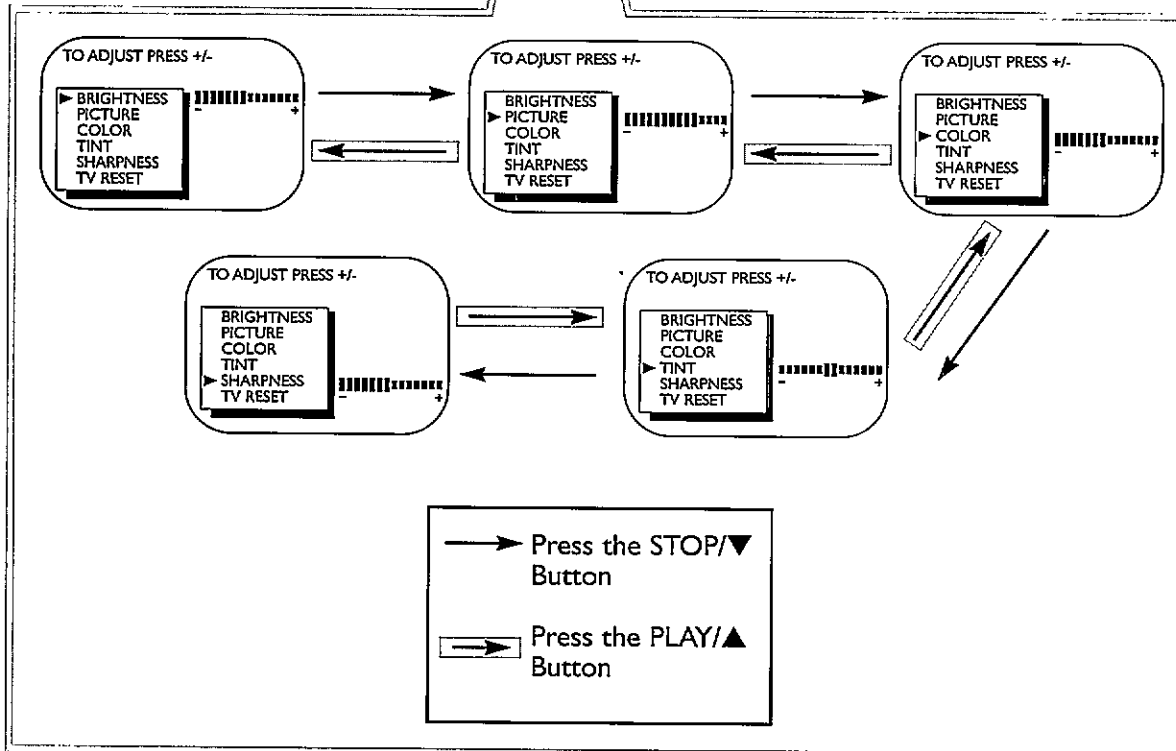 TO ADJUST PRESS +/-
► BRIGHTNESS
PICTURE
COLOR
TINT
SHARPNESS
TV RESET
- +
TO ADJUST PRESS +/-
BRIGHTNESS
► PICTURE
COLOR
TINT
SHARPNESS
TV RESET
- +
TO ADJUST PRESS +/-
BRIGHTNESS
PICTURE
► COLOR
TINT
SHARPNESS
TV RESET
- +
TO ADJUST PRESS +/-
BRIGHTNESS
PICTURE
COLOR
TINT
► SHARPNESS
TV RESET
- +
TO ADJUST PRESS +/-
BRIGHTNESS
PICTURE
COLOR
► TINT
SHARPNESS
TV RESET
- +
Press the STOP/▼
Button
Press the PLAY/▲
Button